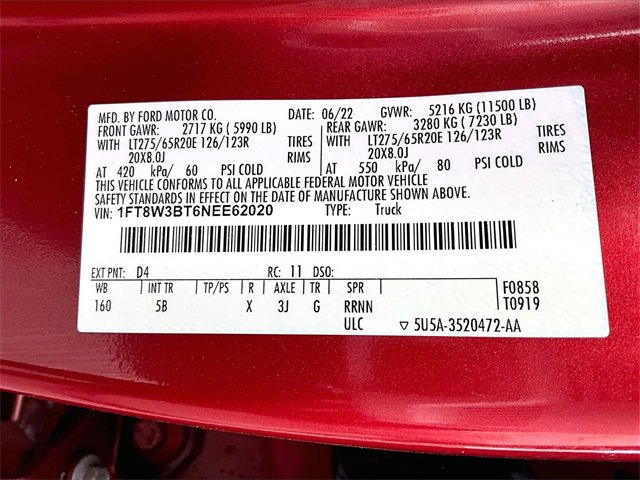 MFD. BY FORD MOTOR CO. DATE: 06/22 GVWR: 5216 KG (11500 LB)
FRONT GAWR: 2717 KG ( 5990 LB) REAR GAWR: 3280 KG ( 7230 LB)
WITH LT275/65R20E 126/123R TIRES WITH LT275/65R20E 126/123R TIRES
20X8.0J RIMS 20X8.0J RIMS
AT 420 kPa/ 60 PSI COLD AT 550 kPa/ 80 PSI COLD
THIS VEHICLE CONFORMS TO ALL APPLICABLE FEDERAL MOTOR VEHICLE
SAFETY STANDARDS IN EFFECT ON THE DATE OF MANUFACTURE SHOWN ABOVE.
VIN: 1FT8W3BT6NEE62020 TYPE: Truck
EXT PNT: D4 RC: 11 DSO: F0858
WB INT TR TP/PS R AXLE TR SPR T0919
160 5B X 3J G RRNN
ULC ▽ 5U5A-3520472-AA